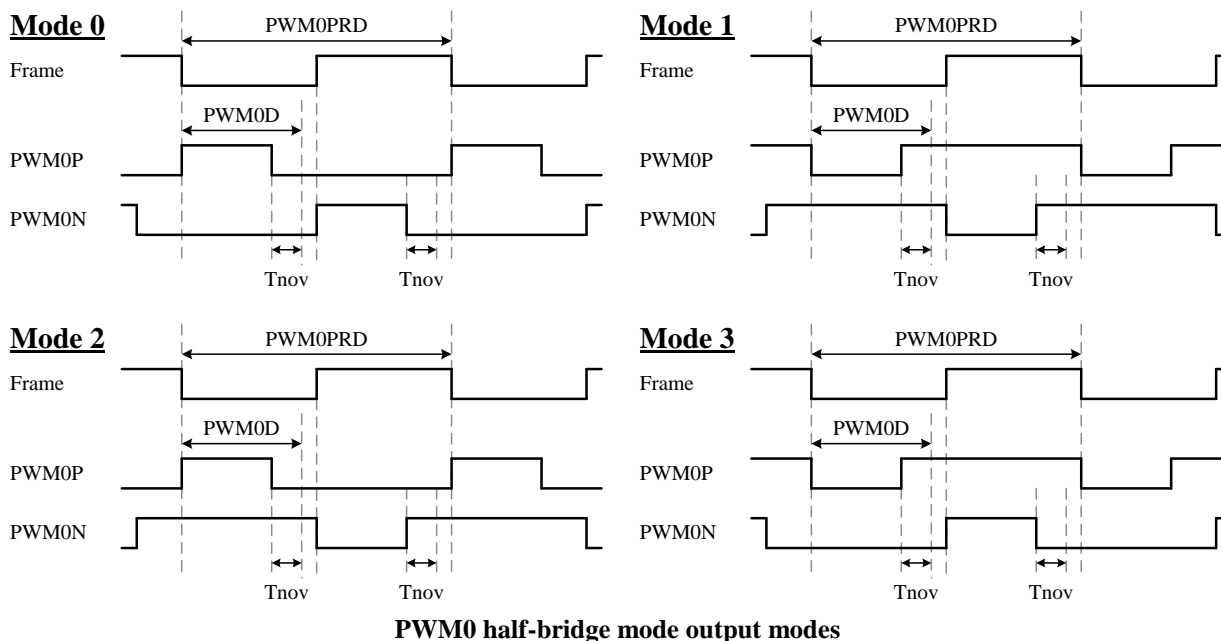 Mode 0
PWM0PRD
Frame
PWM0D
PWM0P
PWM0N
Tnov
Tnov
Mode 1
PWM0PRD
Frame
PWM0D
PWM0P
PWM0N
Tnov
Tnov
Mode 2
PWM0PRD
Frame
PWM0D
PWM0P
PWM0N
Tnov
Tnov
Mode 3
PWM0PRD
Frame
PWM0D
PWM0P
PWM0N
Tnov
Tnov
PWM0 half-bridge mode output modes